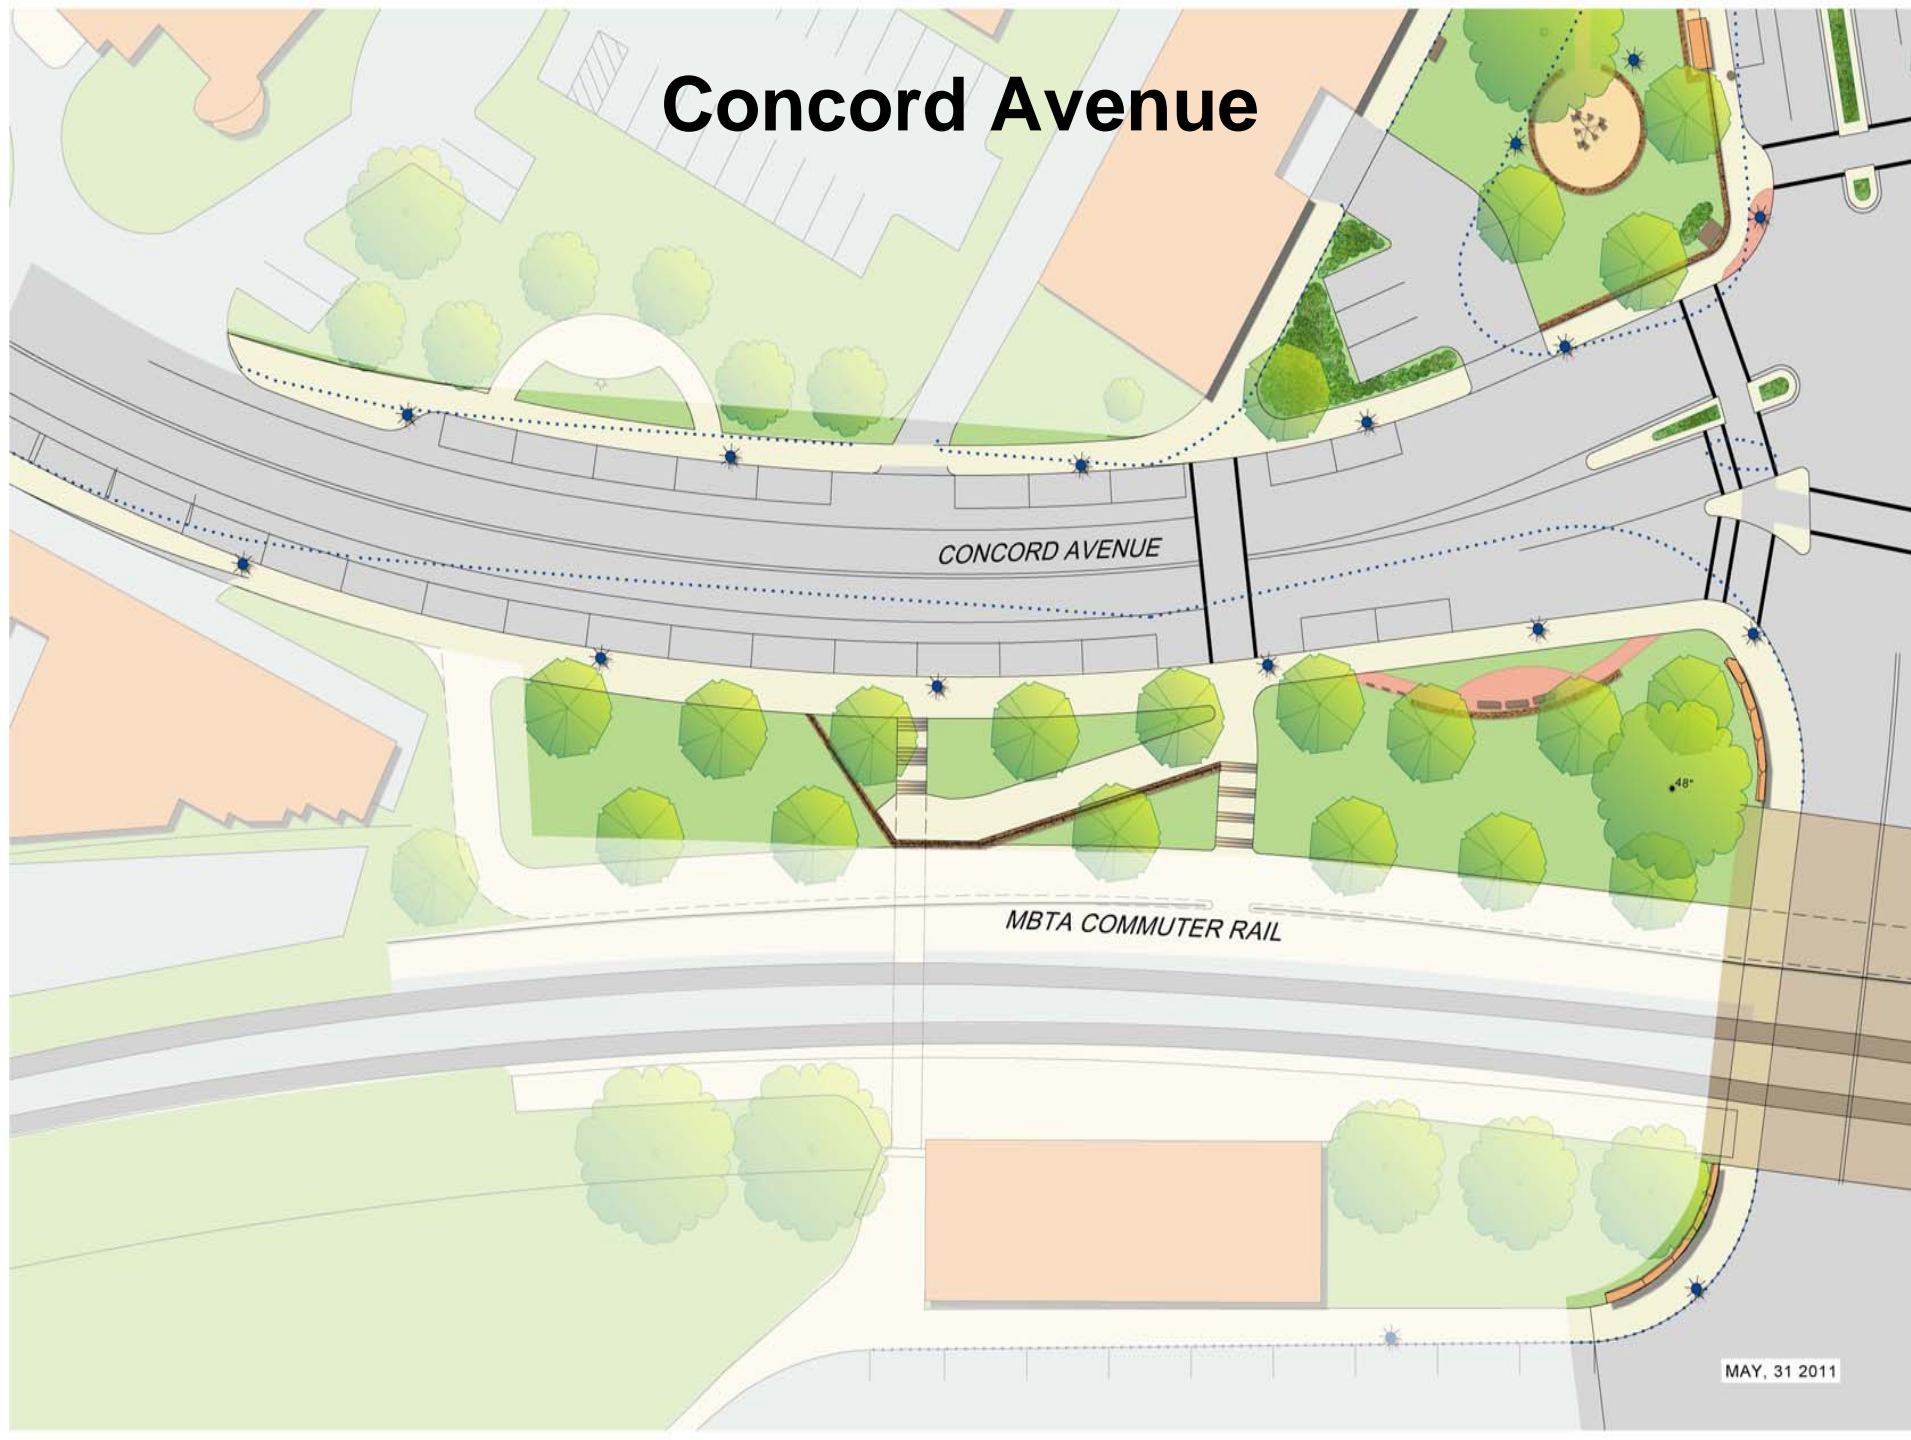 Concord Avenue
CONCORD AVENUE
48"
MBTA COMMUTER RAIL
MAY, 31 2011